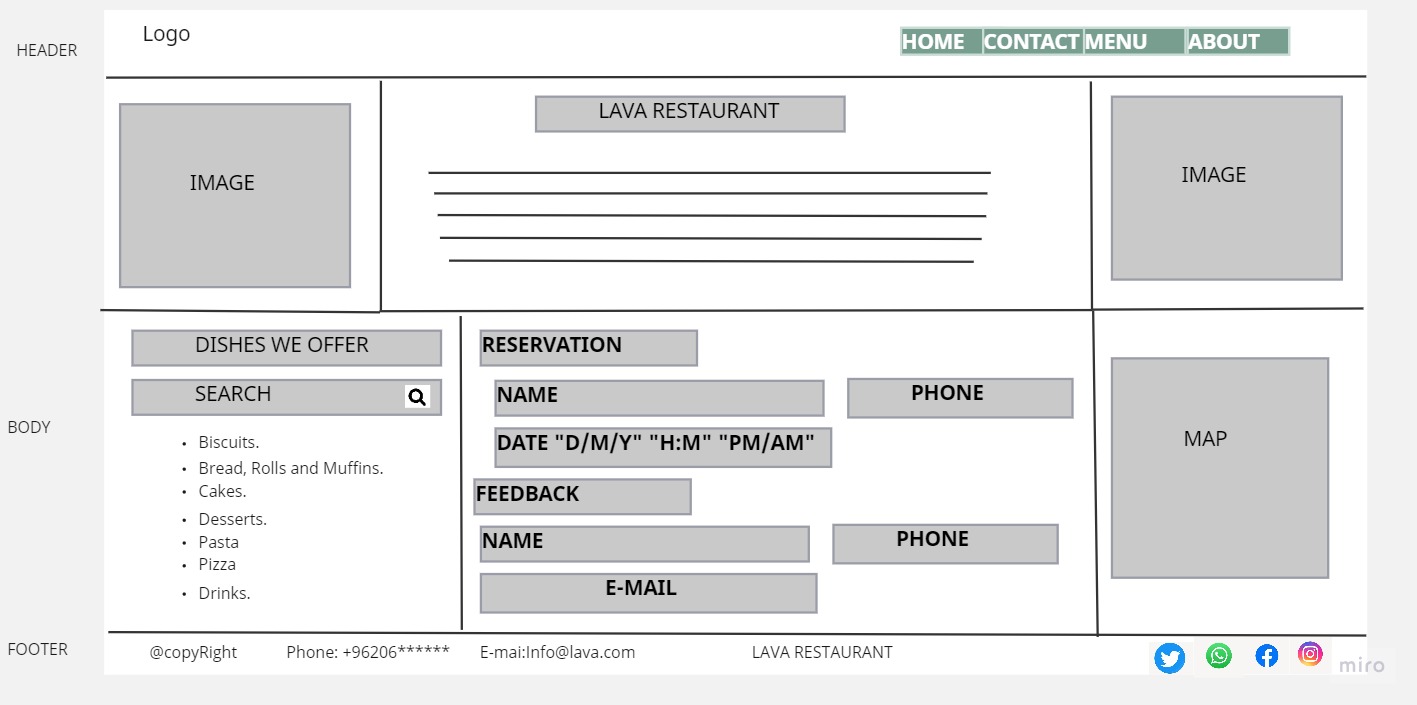 HEADER
Logo
HOME CONTACT MENU ABOUT
IMAGE
LAVA RESTAURANT
IMAGE
BODY
DISHES WE OFFER
SEARCH
• Biscuits.
• Bread, Rolls and Muffins.
• Cakes.
• Desserts.
• Pasta
• Pizza
• Drinks.
RESERVATION
NAME
PHONE
DATE "D/M/Y" "H:M" "PM/AM"
FEEDBACK
NAME
PHONE
E-MAIL
MAP
FOOTER
@copyRight
Phone: +96206******
E-mai:Info@lava.com
LAVA RESTAURANT
miro